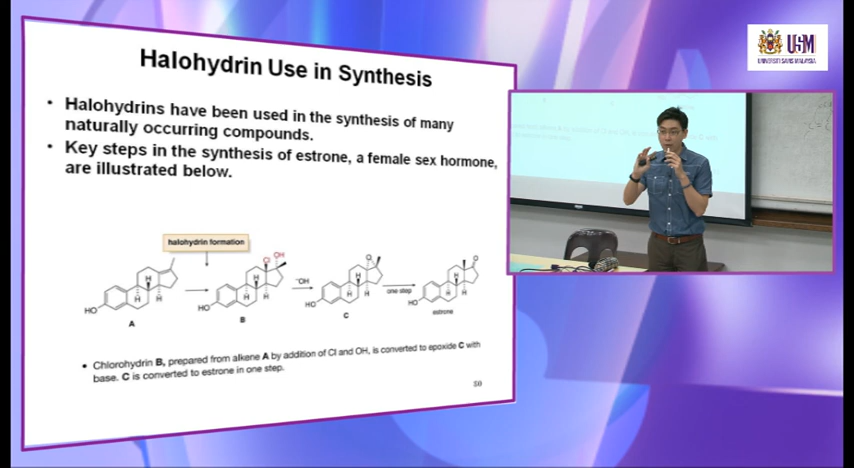 Halohydrin Use in Synthesis
• Halohydrins have been used in the synthesis of many
naturally occurring compounds.
• Key steps in the synthesis of estrone, a female sex hormone,
are illustrated below.
halohydrin formation
Cl OH
H
H H
HO
A
H
H H
HO
B
⁻OH
O
H
H H
HO
C
one step
O
H
H H
HO
estrone
• Chlorohydrin B, prepared from alkene A by addition of Cl and OH, is converted to epoxide C with
base. C is converted to estrone in one step.
50
USM
UNIVERSITI SAINS MALAYSIA